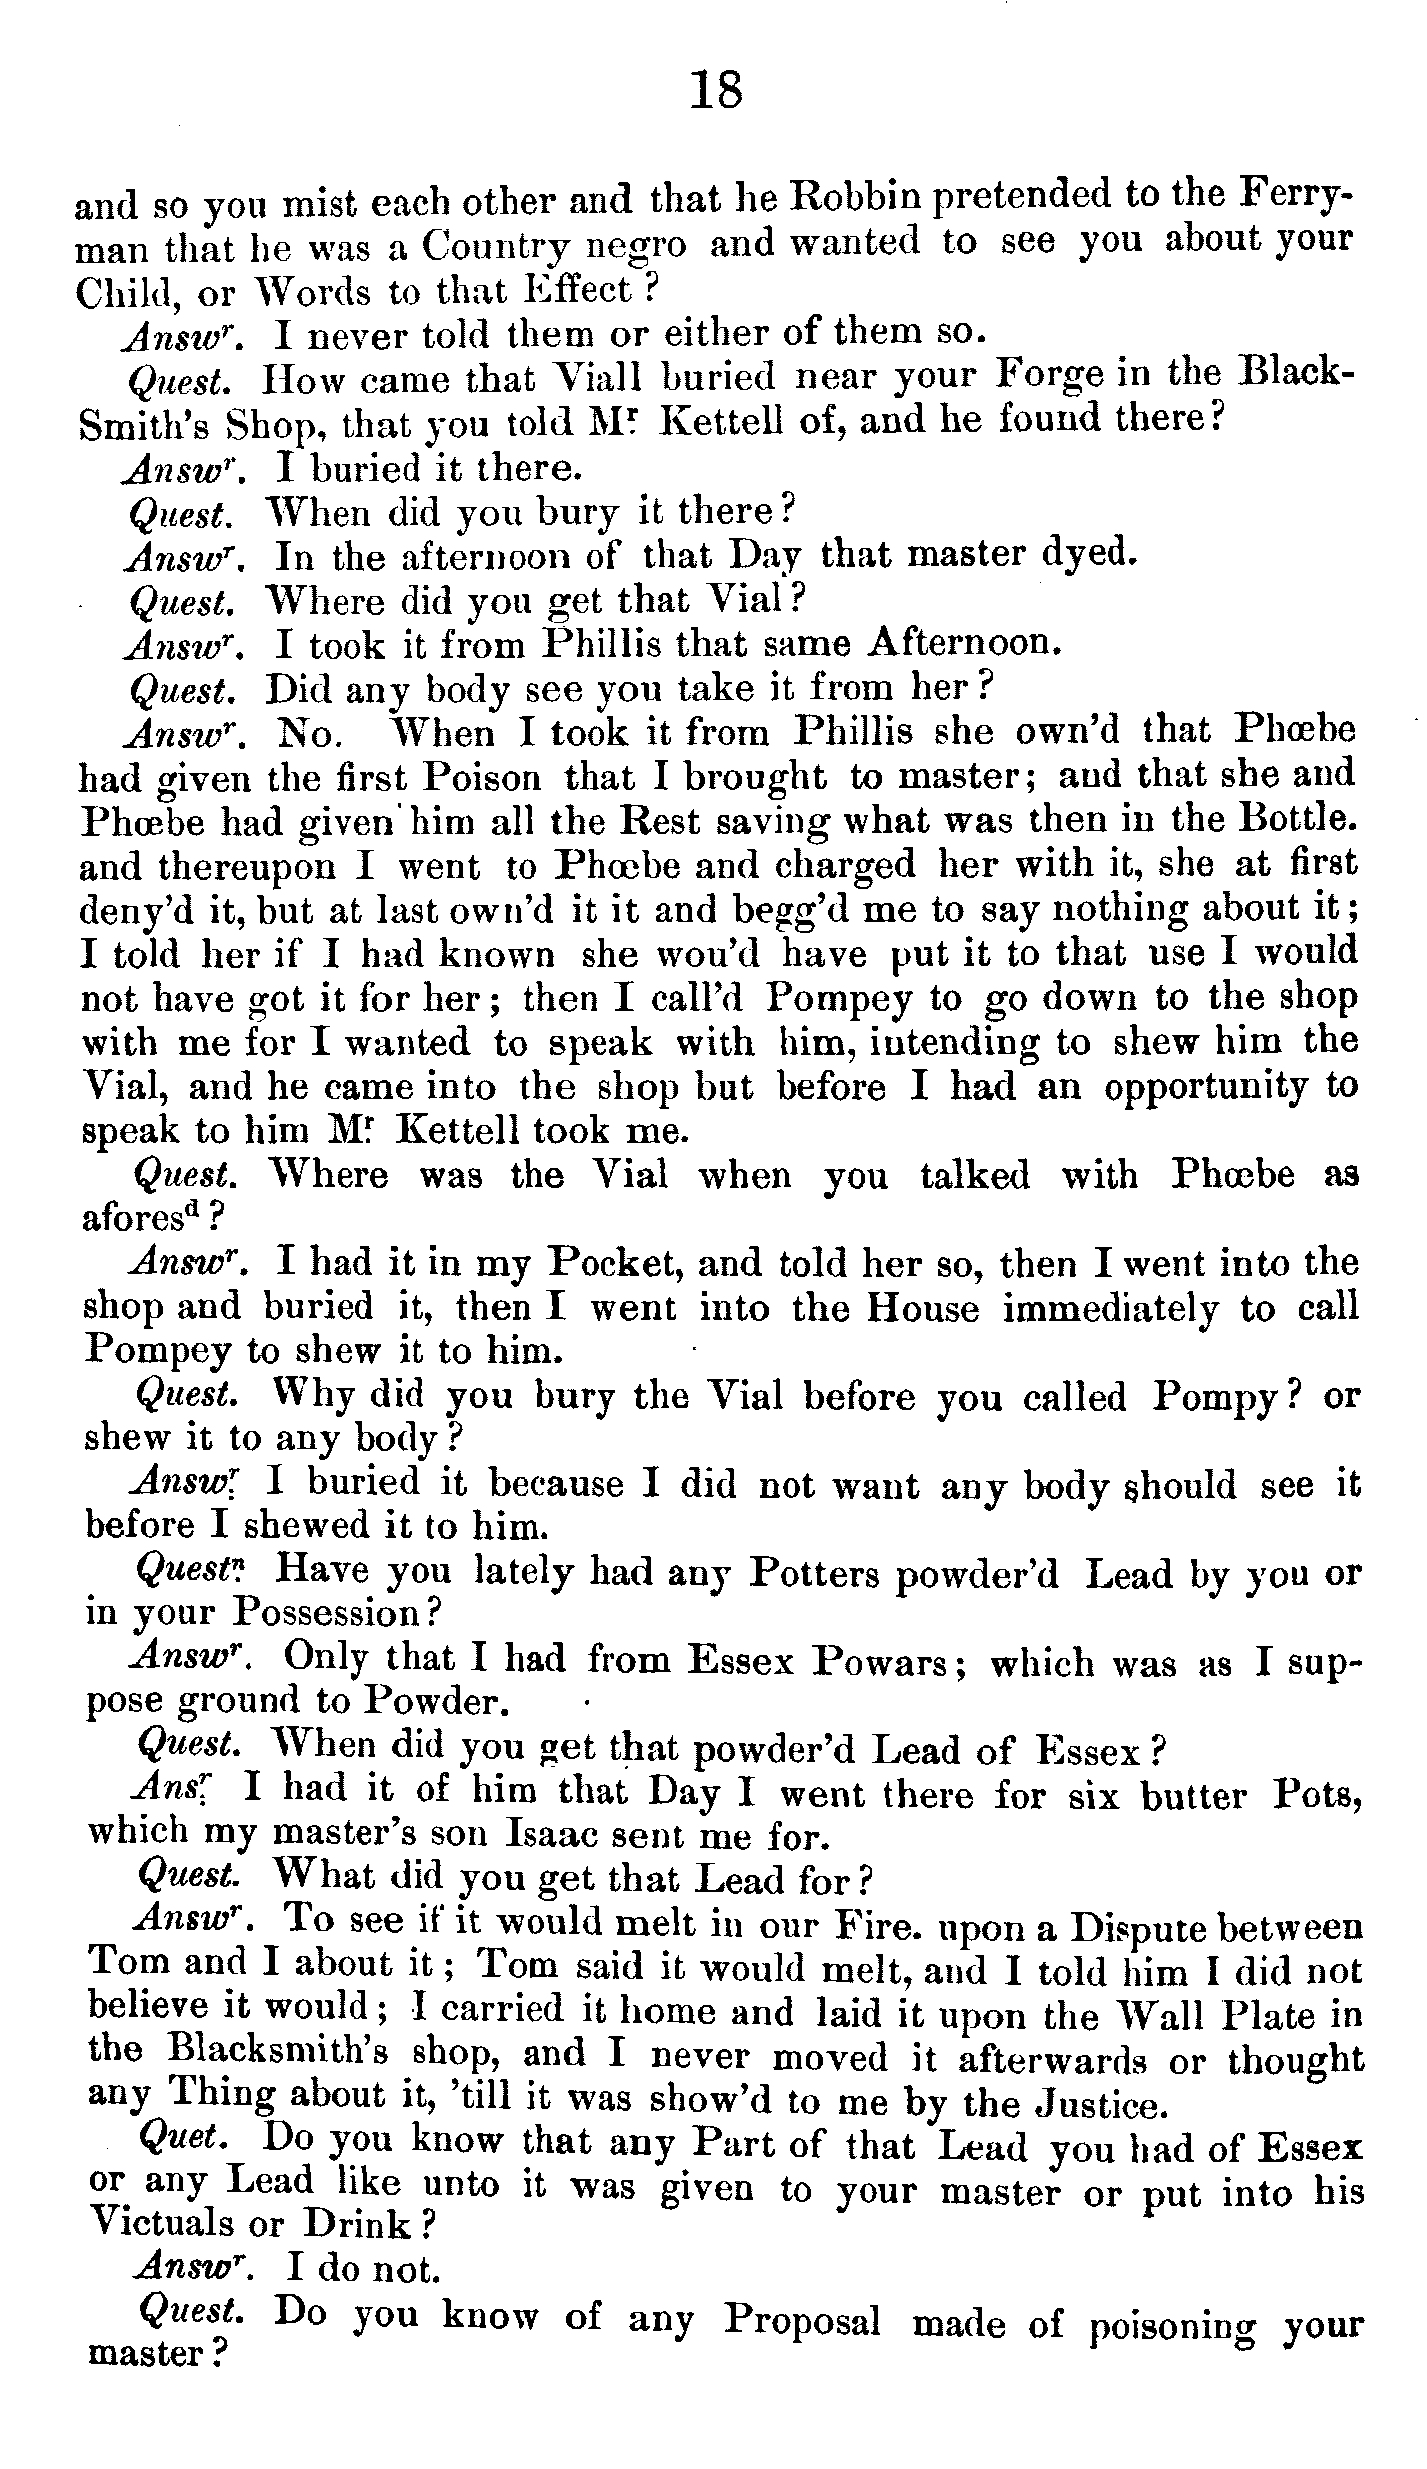 18
and so you mist each other and that he Robbin pretended to the Ferry-
man that he was a Country negro and wanted to see you about your
Child, or Words to that Effect?
Answʳ. I never told them or either of them so.
Quest. How came that Viall buried near your Forge in the Black-
Smith's Shop, that you told Mʳ Kettell of, and he found there?
Answʳ. I buried it there.
Quest. When did you bury it there?
Answʳ. In the afternoon of that Day that master dyed.
Quest. Where did you get that Vial?
Answʳ. I took it from Phillis that same Afternoon.
Quest. Did any body see you take it from her?
Answʳ. No. When I took it from Phillis she own'd that Phœbe
had given the first Poison that I brought to master; and that she and
Phœbe had given him all the Rest saving what was then in the Bottle.
and thereupon I went to Phœbe and charged her with it, she at first
deny'd it, but at last own'd it it and begg'd me to say nothing about it;
I told her if I had known she wou'd have put it to that use I would
not have got it for her; then I call'd Pompey to go down to the shop
with me for I wanted to speak with him, intending to shew him the
Vial, and he came into the shop but before I had an opportunity to
speak to him Mʳ Kettell took me.
Quest. Where was the Vial when you talked with Phœbe as
aforesᵈ?
Answʳ. I had it in my Pocket, and told her so, then I went into the
shop and buried it, then I went into the House immediately to call
Pompey to shew it to him.
Quest. Why did you bury the Vial before you called Pompy? or
shew it to any body?
Answʳ I buried it because I did not want any body should see it
before I shewed it to him.
Questⁿ Have you lately had any Potters powder'd Lead by you or
in your Possession?
Answʳ. Only that I had from Essex Powars; which was as I sup-
pose ground to Powder.
Quest. When did you get that powder'd Lead of Essex?
Ansʳ I had it of him that Day I went there for six butter Pots,
which my master's son Isaac sent me for.
Quest. What did you get that Lead for?
Answʳ. To see if it would melt in our Fire. upon a Dispute between
Tom and I about it; Tom said it would melt, and I told him I did not
believe it would; I carried it home and laid it upon the Wall Plate in
the Blacksmith's shop, and I never moved it afterwards or thought
any Thing about it, 'till it was show'd to me by the Justice.
Quet. Do you know that any Part of that Lead you had of Essex
or any Lead like unto it was given to your master or put into his
Victuals or Drink?
Answʳ. I do not.
Quest. Do you know of any Proposal made of poisoning your
master?